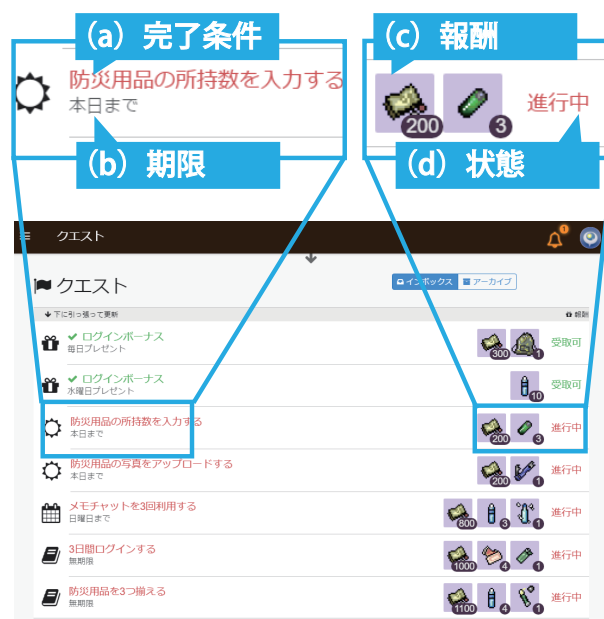 (a) 完了条件
(c) 報酬
防災用品の所持数を入力する
本日まで
200
3
進行中
(b) 期限
(d) 状態
≡ クエスト
1
クエスト
インボックス アーカイブ
下に引っ張って更新
報酬
ログインボーナス
毎日プレゼント
300 1 受取可
ログインボーナス
水曜日プレゼント
10 受取可
防災用品の所持数を入力する
本日まで
200 3 進行中
防災用品の写真をアップロードする
本日まで
200 1 進行中
メモチャットを3回利用する
日曜日まで
800 3 1 進行中
3日間ログインする
無期限
1000 4 1 進行中
防災用品を3つ揃える
無期限
1100 4 1 進行中